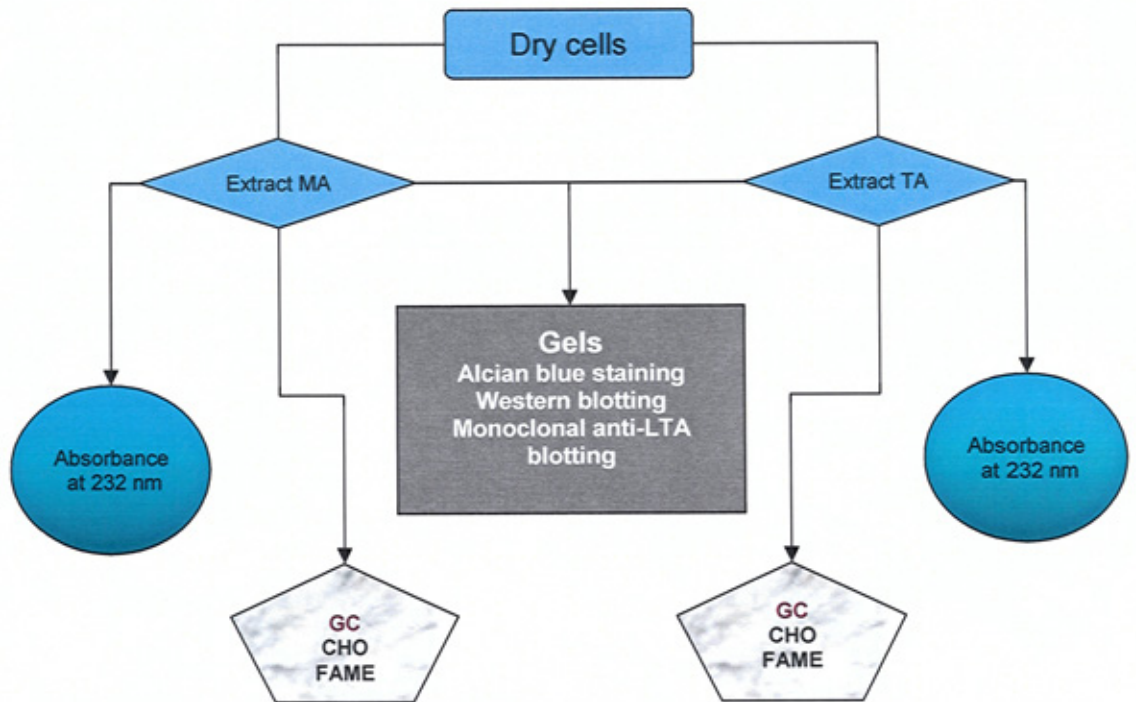 Dry cells
Extract MA
Extract TA
Gels
Alcian blue staining
Western blotting
Monoclonal anti-LTA
blotting
Absorbance
at 232 nm
Absorbance
at 232 nm
GC
CHO
FAME
GC
CHO
FAME